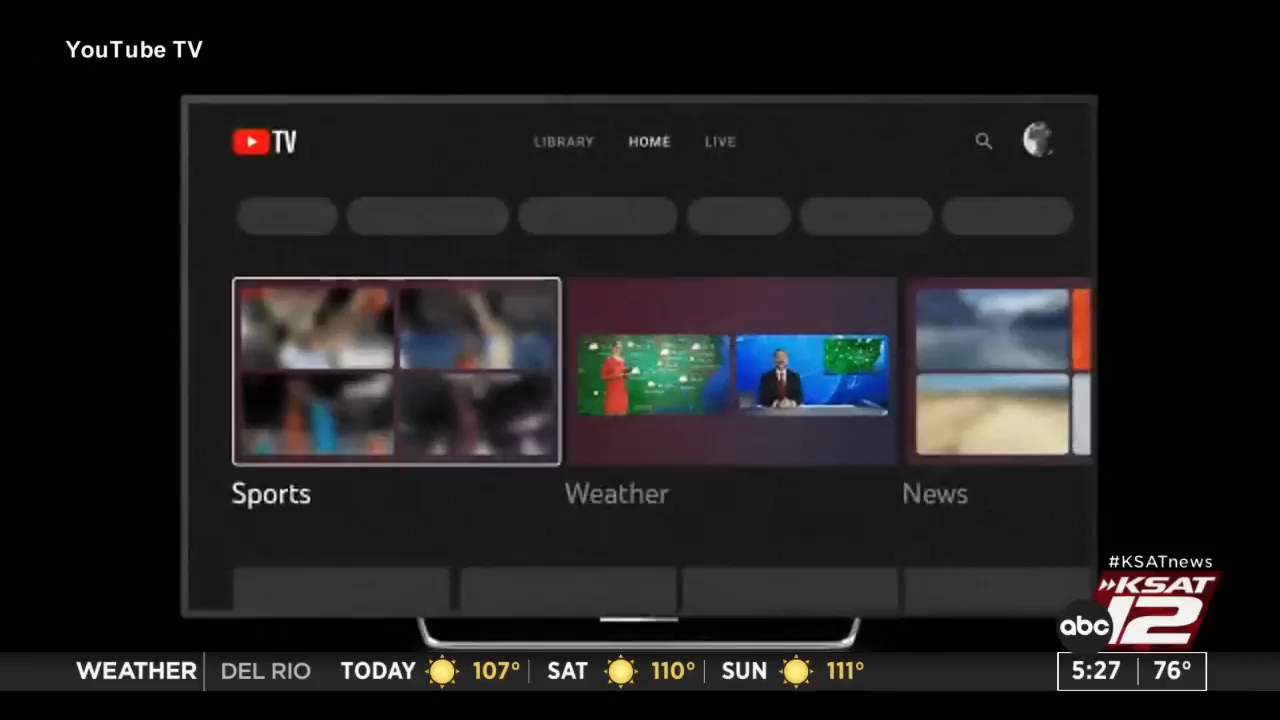 YouTube TV
TV
LIBRARY HOME LIVE
Sports Weather News
#KSATnews
KSAT
abc 12
WEATHER DEL RIO TODAY 107° SAT 110° SUN 111° 5:27 76°